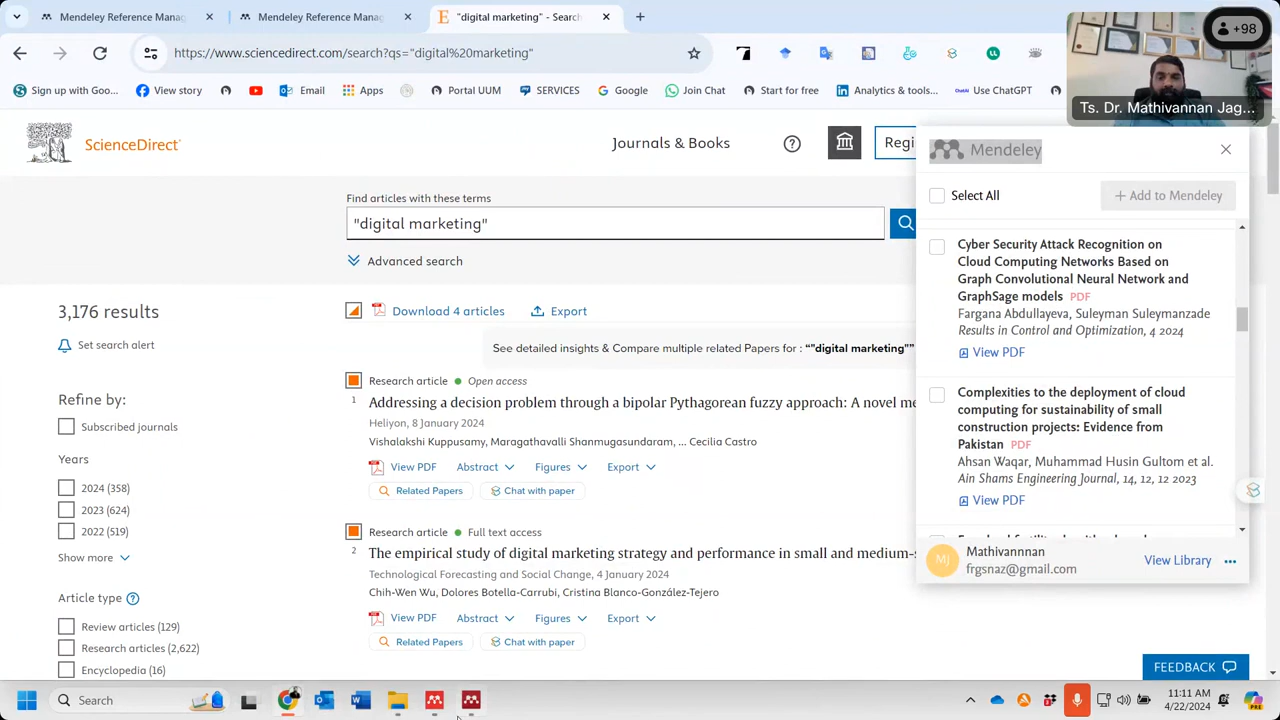 Mendeley Reference Manag
Mendeley Reference Manag
"digital marketing" - Search
https://www.sciencedirect.com/search?qs="digital%20marketing"
+98
Ts. Dr. Mathivannan Jag...
Sign up with Goo...
View story
Email
Apps
Portal UUM
SERVICES
Google
Join Chat
Start for free
Analytics & tools...
Use ChatGPT
ScienceDirect
Journals & Books
Regi
Find articles with these terms
"digital marketing"
Advanced search
3,176 results
Set search alert
Refine by:
Subscribed journals
Years
2024 (358)
2023 (624)
2022 (519)
Show more
Article type
Review articles (129)
Research articles (2,622)
Encyclopedia (16)
Download 4 articles
Export
See detailed insights & Compare multiple related Papers for : “"digital marketing"”
Research article
Open access
1
Addressing a decision problem through a bipolar Pythagorean fuzzy approach: A novel me
Heliyon, 8 January 2024
Vishalakshi Kuppusamy, Maragathavalli Shanmugasundaram, ... Cecilia Castro
View PDF
Abstract
Figures
Export
Related Papers
Chat with paper
Research article
Full text access
2
The empirical study of digital marketing strategy and performance in small and medium-s
Technological Forecasting and Social Change, 4 January 2024
Chih-Wen Wu, Dolores Botella-Carrubi, Cristina Blanco-González-Tejero
View PDF
Abstract
Figures
Export
Related Papers
Chat with paper
Mendeley
Select All
+ Add to Mendeley
Cyber Security Attack Recognition on
Cloud Computing Networks Based on
Graph Convolutional Neural Network and
GraphSage models PDF
Fargana Abdullayeva, Suleyman Suleymanzade
Results in Control and Optimization, 4 2024
View PDF
Complexities to the deployment of cloud
computing for sustainability of small
construction projects: Evidence from
Pakistan PDF
Ahsan Waqar, Muhammad Husin Gultom et al.
Ain Shams Engineering Journal, 14, 12, 12 2023
View PDF
MJ
Mathivannnan
frgsnaz@gmail.com
View Library
FEEDBACK
Search
11:11 AM
4/22/2024